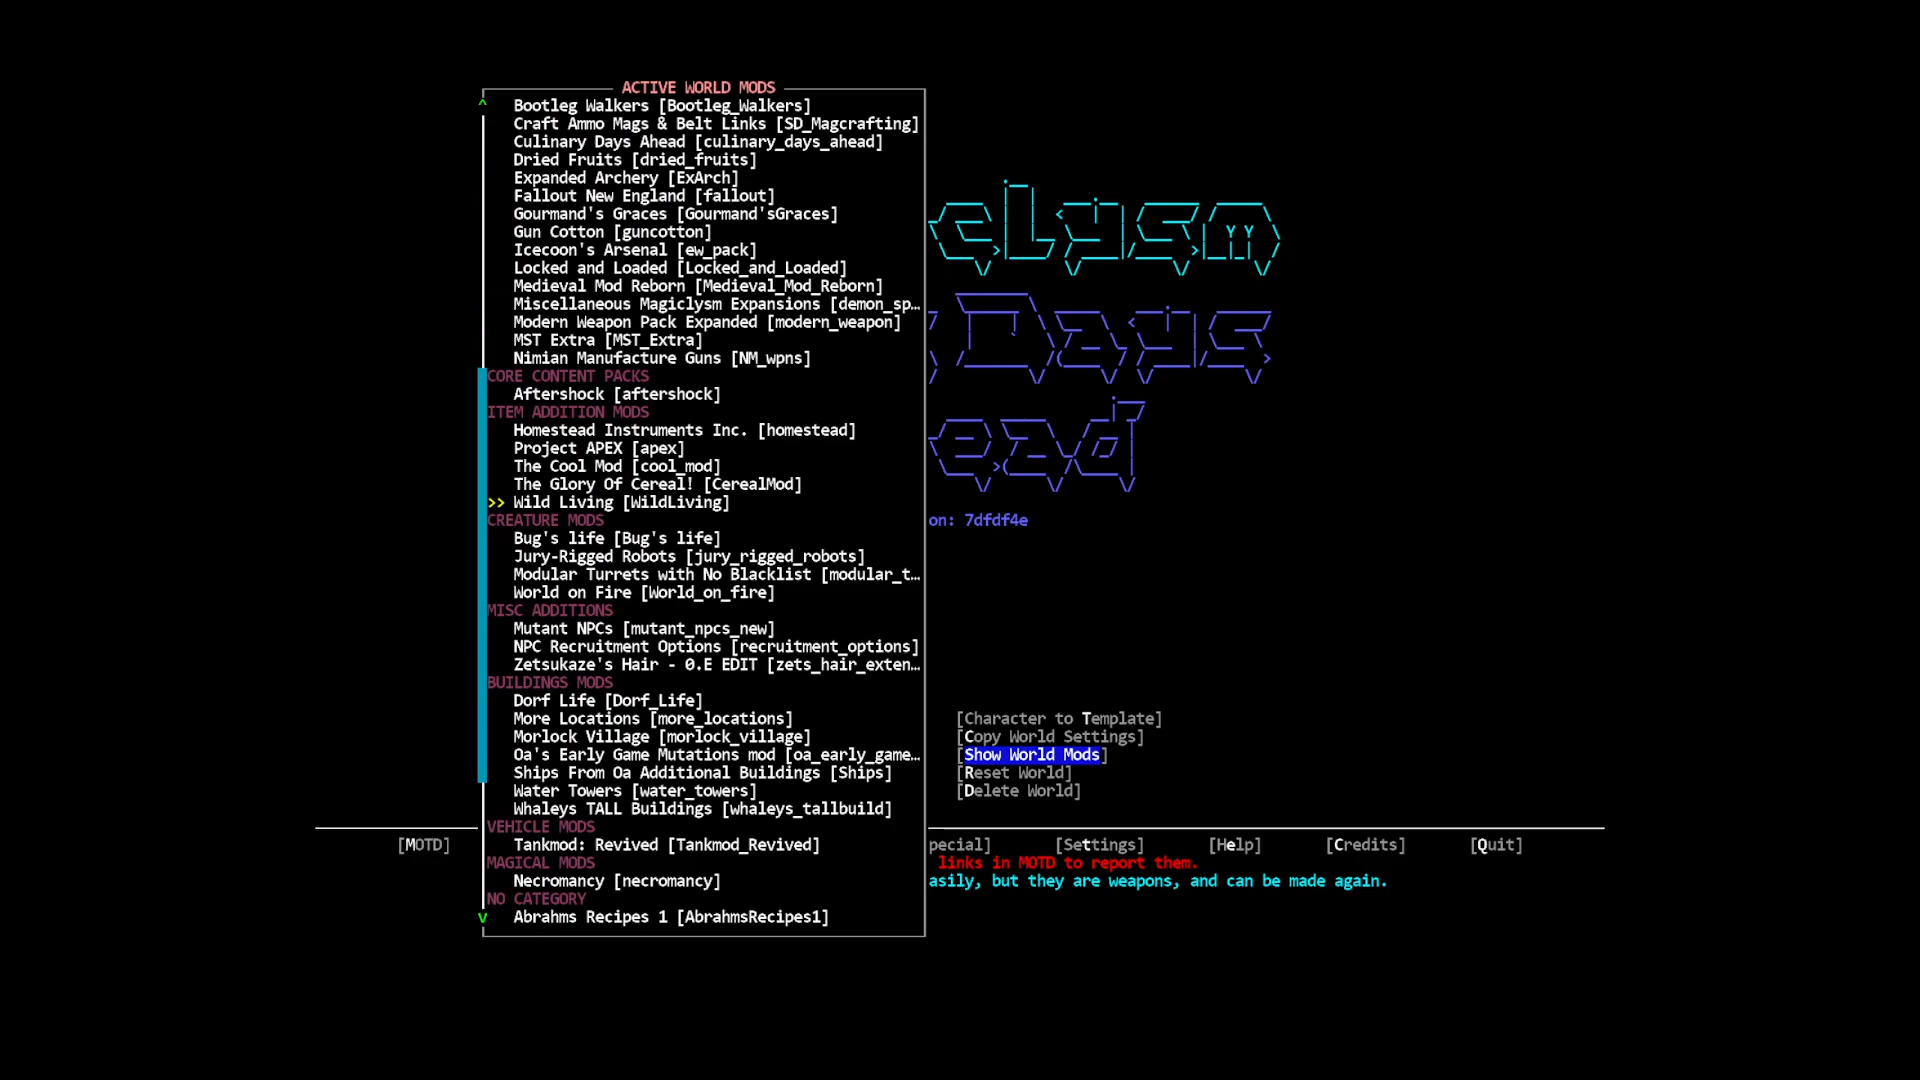 ACTIVE WORLD MODS
^ Bootleg Walkers [Bootleg_Walkers]
Craft Ammo Mags & Belt Links [SD_Magcrafting]
Culinary Days Ahead [culinary_days_ahead]
Dried Fruits [dried_fruits]
Expanded Archery [ExArch]
Fallout New England [fallout]
Gourmand's Graces [Gourmand'sGraces]
Gun Cotton [guncotton]
Icecoon's Arsenal [ew_pack]
Locked and Loaded [Locked_and_Loaded]
Medieval Mod Reborn [Medieval_Mod_Reborn]
Miscellaneous Magiclysm Expansions [demon_sp…
Modern Weapon Pack Expanded [modern_weapon]
MST Extra [MST_Extra]
Nimian Manufacture Guns [NM_wpns]
CORE CONTENT PACKS
Aftershock [aftershock]
ITEM ADDITION MODS
Homestead Instruments Inc. [homestead]
Project APEX [apex]
The Cool Mod [cool_mod]
The Glory Of Cereal! [CerealMod]
>> Wild Living [WildLiving]
CREATURE MODS
Bug's life [Bug's life]
Jury-Rigged Robots [jury_rigged_robots]
Modular Turrets with No Blacklist [modular_t…
World on Fire [World_on_fire]
MISC ADDITIONS
Mutant NPCs [mutant_npcs_new]
NPC Recruitment Options [recruitment_options]
Zetsukaze's Hair - 0.E EDIT [zets_hair_exten…
BUILDINGS MODS
Dorf Life [Dorf_Life]
More Locations [more_locations]
Morlock Village [morlock_village]
Oa's Early Game Mutations mod [oa_early_game…
Ships From Oa Additional Buildings [Ships]
Water Towers [water_towers]
Whaleys TALL Buildings [whaleys_tallbuild]
VEHICLE MODS
Tankmod: Revived [Tankmod_Revived]
MAGICAL MODS
Necromancy [necromancy]
NO CATEGORY
v Abrahms Recipes 1 [AbrahmsRecipes1]
clysm
Days
ead
on: 7dfdf4e
[Character to Template]
[Copy World Settings]
[Show World Mods]
[Reset World]
[Delete World]
[MOTD] pecial] [Settings] [Help] [Credits] [Quit]
links in MOTD to report them.
asily, but they are weapons, and can be made again.